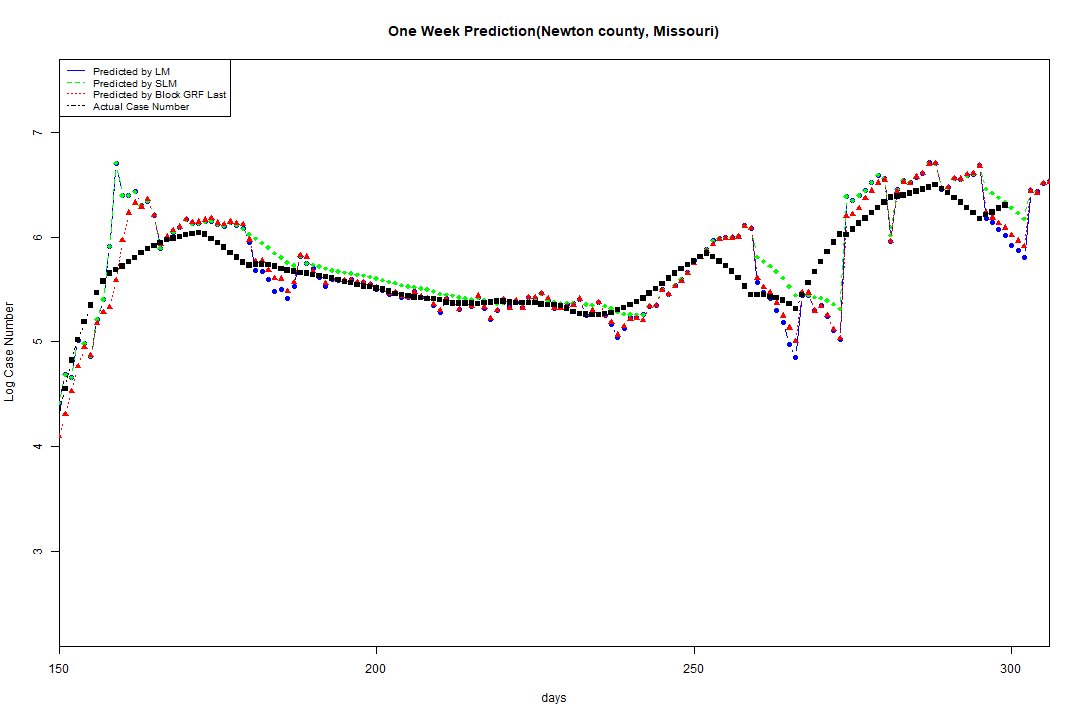 One Week Prediction(Newton county, Missouri)
Predicted by LM
Predicted by SLM
Predicted by Block GRF Last
Actual Case Number
7
6
5
4
3
Log Case Number
150
200
250
300
days